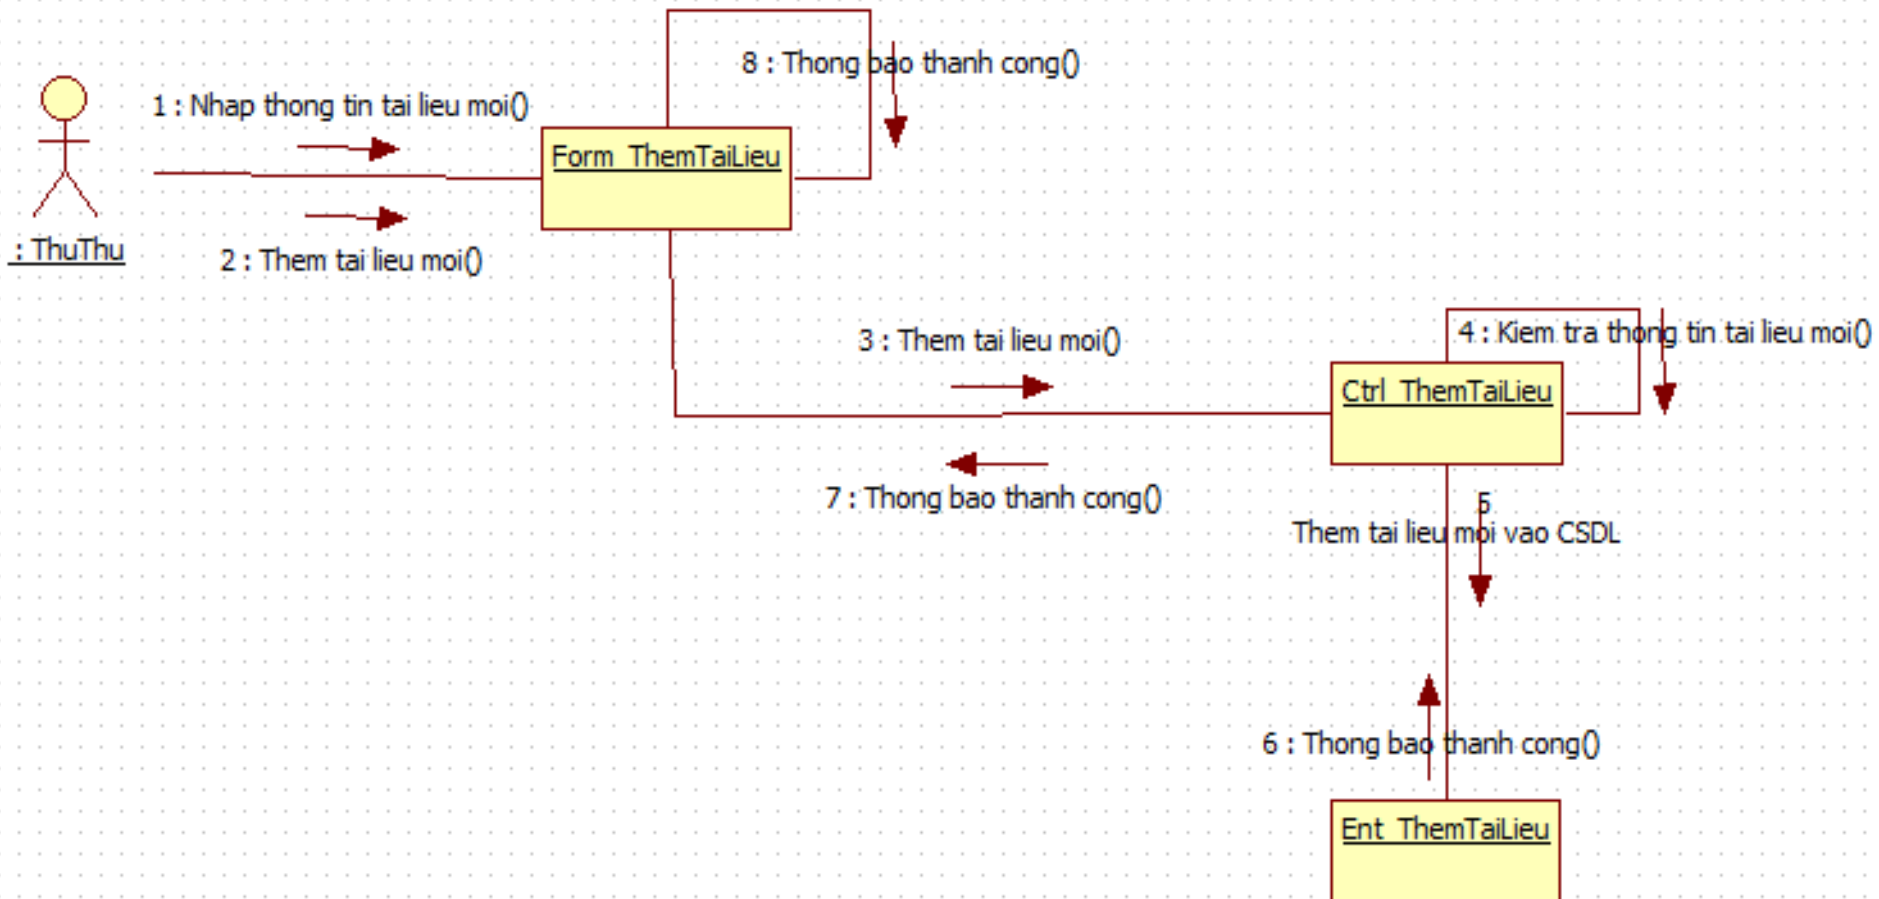 8 : Thong bao thanh cong()
1 : Nhap thong tin tai lieu moi()
Form_ThemTaiLieu
: ThuThu
2 : Them tai lieu moi()
3 : Them tai lieu moi()
4 : Kiem tra thong tin tai lieu moi()
Ctrl_ThemTaiLieu
7 : Thong bao thanh cong()
5
Them tai lieu moi vao CSDL
6 : Thong bao thanh cong()
Ent_ThemTaiLieu